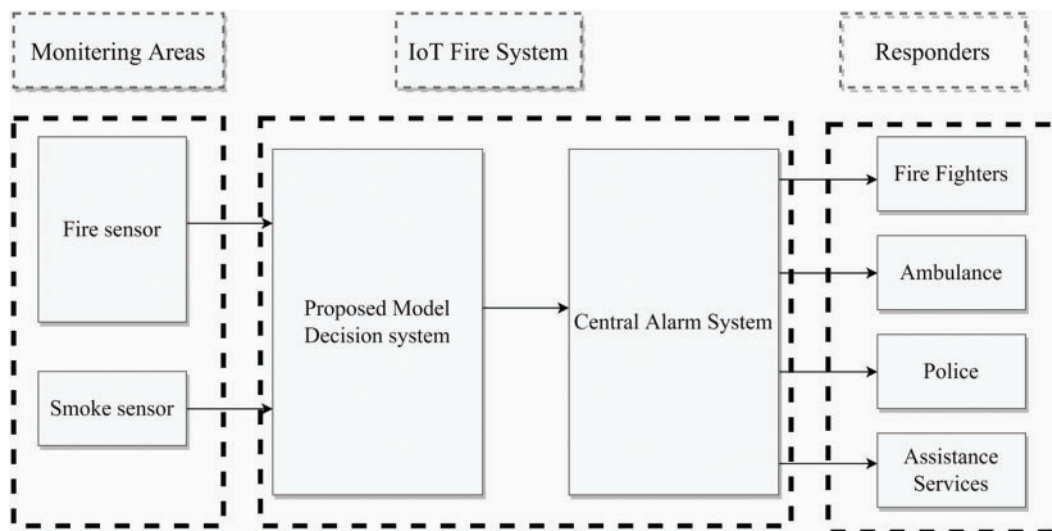 Monitering Areas
IoT Fire System
Responders
Fire sensor
Smoke sensor
Proposed Model
Decision system
Central Alarm System
Fire Fighters
Ambulance
Police
Assistance
Services